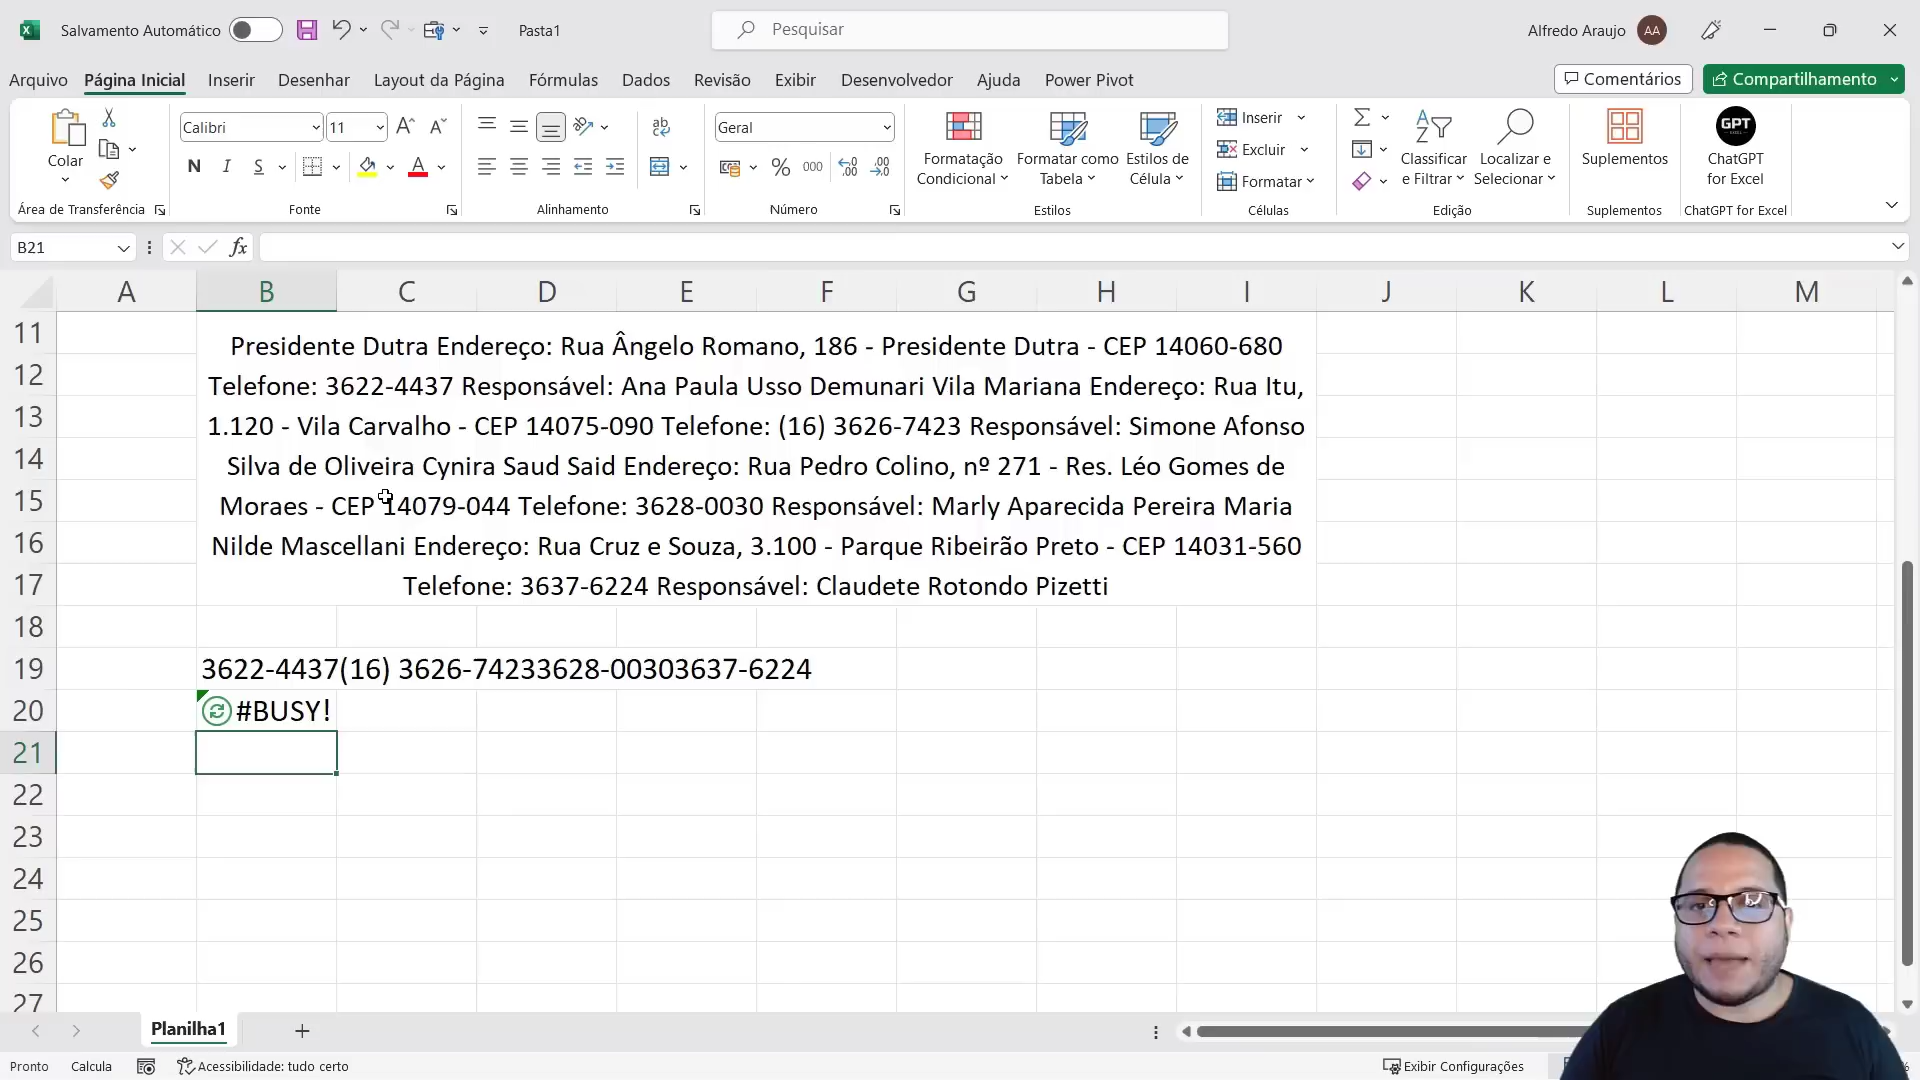 Salvamento Automático
Pasta1
Pesquisar
Alfredo Araujo
AA
Arquivo
Página Inicial
Inserir
Desenhar
Layout da Página
Fórmulas
Dados
Revisão
Exibir
Desenvolvedor
Ajuda
Power Pivot
Comentários
Compartilhamento
Colar
Calibri
11
N I S
Geral
% 000
Formatação Condicional
Formatar como Tabela
Estilos de Célula
Inserir
Excluir
Formatar
Classificar e Filtrar
Localizar e Selecionar
Suplementos
GPT
EXCEL
ChatGPT for Excel
Área de Transferência
Fonte
Alinhamento
Número
Estilos
Células
Edição
Suplementos
ChatGPT for Excel
B21
fx
A B C D E F G H I J K L M
11
12
13
14
15
16
17
Presidente Dutra Endereço: Rua Ângelo Romano, 186 - Presidente Dutra - CEP 14060-680
Telefone: 3622-4437 Responsável: Ana Paula Usso Demunari Vila Mariana Endereço: Rua Itu,
1.120 - Vila Carvalho - CEP 14075-090 Telefone: (16) 3626-7423 Responsável: Simone Afonso
Silva de Oliveira Cynira Saud Said Endereço: Rua Pedro Colino, nº 271 - Res. Léo Gomes de
Moraes - CEP 14079-044 Telefone: 3628-0030 Responsável: Marly Aparecida Pereira Maria
Nilde Mascellani Endereço: Rua Cruz e Souza, 3.100 - Parque Ribeirão Preto - CEP 14031-560
Telefone: 3637-6224 Responsável: Claudete Rotondo Pizetti
18
19 3622-4437(16) 3626-74233628-00303637-6224
20 #BUSY!
21
22
23
24
25
26
27
Planilha1
Pronto
Calcula
Acessibilidade: tudo certo
Exibir Configurações